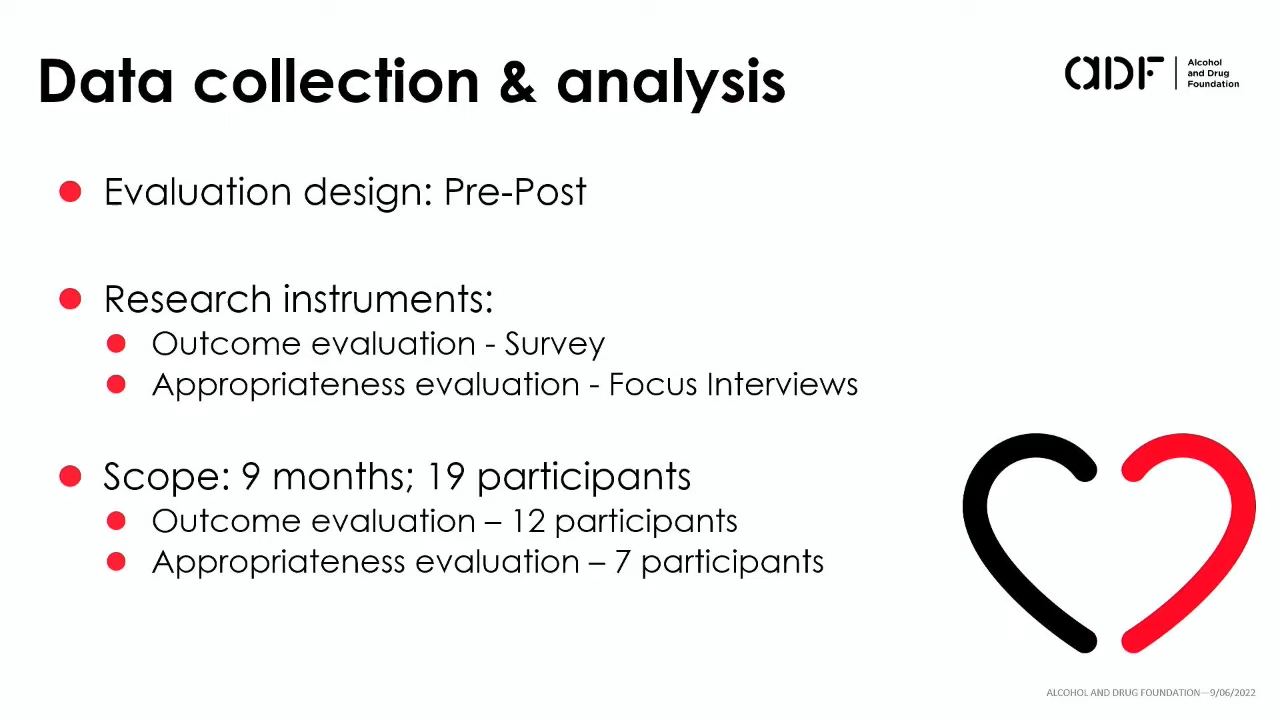 Data collection & analysis
ADF
Alcohol
and Drug
Foundation
Evaluation design: Pre-Post
Research instruments:
Outcome evaluation - Survey
Appropriateness evaluation - Focus Interviews
Scope: 9 months; 19 participants
Outcome evaluation – 12 participants
Appropriateness evaluation – 7 participants
ALCOHOL AND DRUG FOUNDATION—9/06/2022